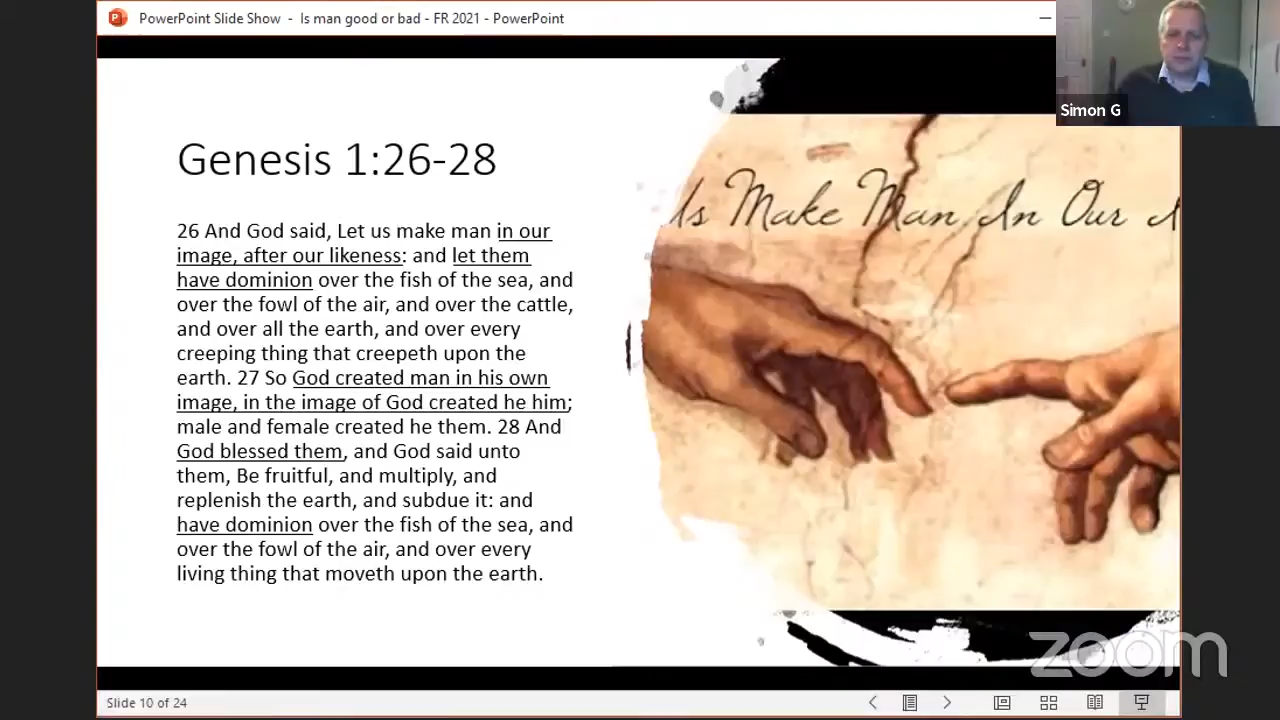 PowerPoint Slide Show - Is man good or bad - FR 2021 - PowerPoint
Simon G
Genesis 1:26-28
26 And God said, Let us make man in our
image, after our likeness: and let them
have dominion over the fish of the sea, and
over the fowl of the air, and over the cattle,
and over all the earth, and over every
creeping thing that creepeth upon the
earth. 27 So God created man in his own
image, in the image of God created he him;
male and female created he them. 28 And
God blessed them, and God said unto
them, Be fruitful, and multiply, and
replenish the earth, and subdue it: and
have dominion over the fish of the sea, and
over the fowl of the air, and over every
living thing that moveth upon the earth.
Us Make Man In Our
zoom
Slide 10 of 24